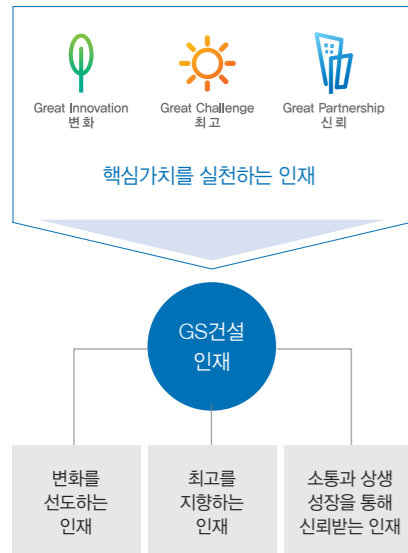 Great Innovation
변화
Great Challenge
최고
Great Partnership
신뢰
핵심가치를 실천하는 인재
GS건설
인재
변화를
선도하는
인재
최고를
지향하는
인재
소통과 상생
성장을 통해
신뢰받는 인재